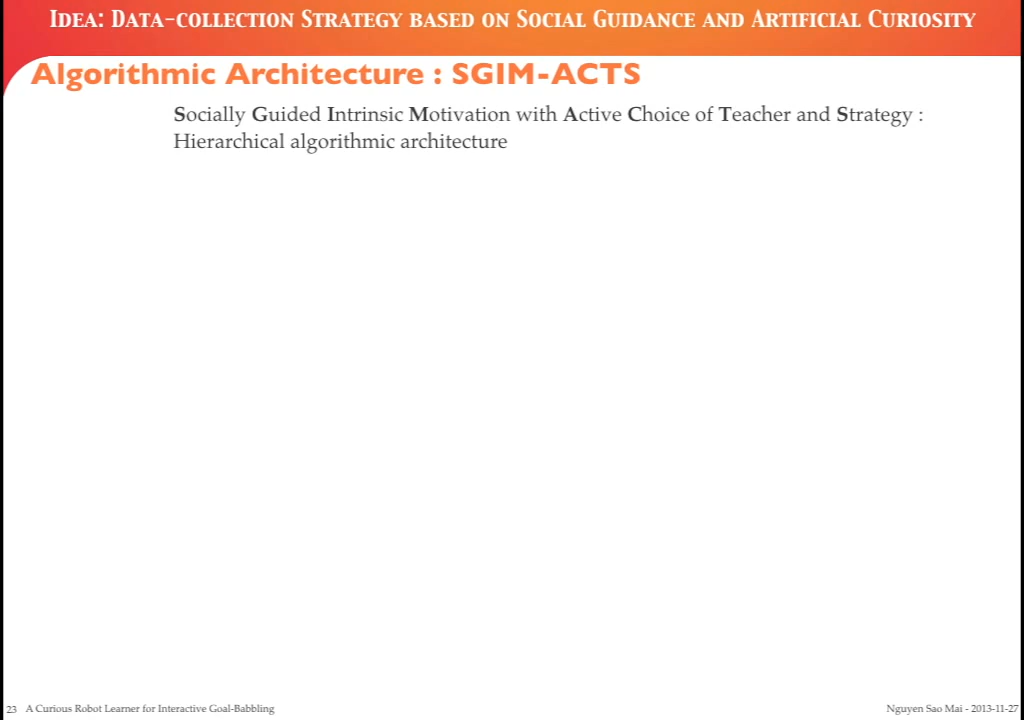 Idea: Data-collection Strategy based on Social Guidance and Artificial Curiosity
Algorithmic Architecture : SGIM-ACTS
Socially Guided Intrinsic Motivation with Active Choice of Teacher and Strategy :
Hierarchical algorithmic architecture
23 A Curious Robot Learner for Interactive Goal-Babbling
Nguyen Sao Mai - 2013-11-27